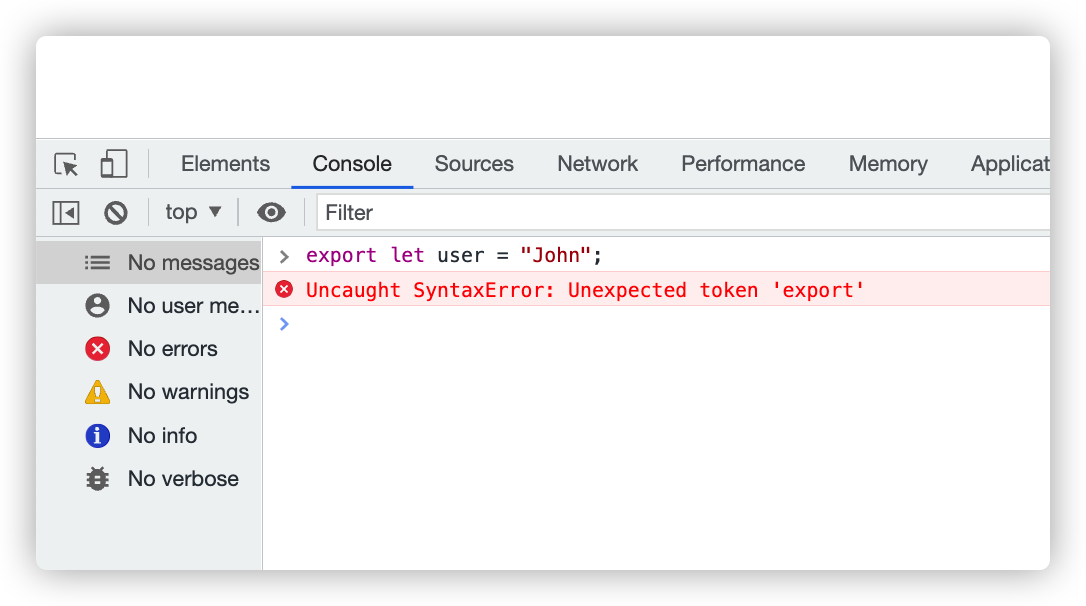 Elements Console Sources Network Performance Memory Applicat
top ▼ Filter
No messages
No user me...
No errors
No warnings
No info
No verbose
> export let user = "John";
Uncaught SyntaxError: Unexpected token 'export'
>